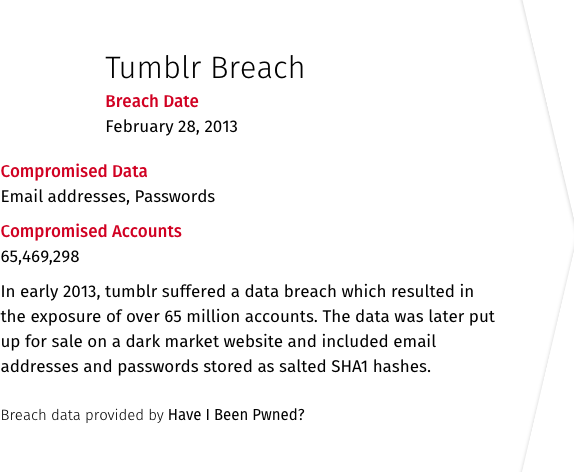 Tumblr Breach
Breach Date
February 28, 2013
Compromised Data
Email addresses, Passwords
Compromised Accounts
65,469,298
In early 2013, tumblr suffered a data breach which resulted in
the exposure of over 65 million accounts. The data was later put
up for sale on a dark market website and included email
addresses and passwords stored as salted SHA1 hashes.
Breach data provided by Have I Been Pwned?